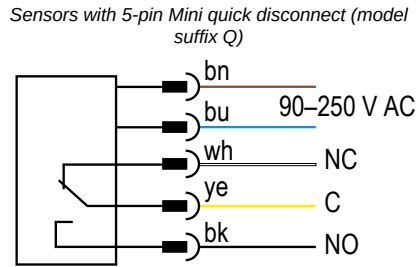 Sensors with 5-pin Mini quick disconnect (model
suffix Q)
bn
90–250 V AC
bu
wh
NC
ye
C
bk
NO